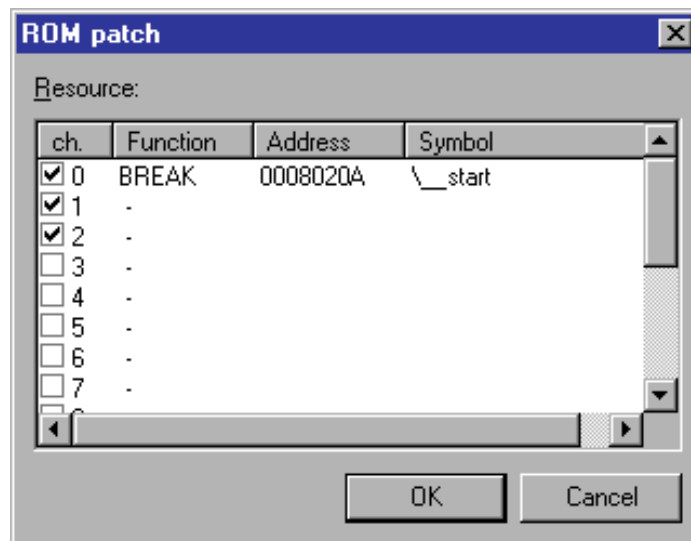 ROM patch
Resource:
ch. Function Address Symbol
0 BREAK 0008020A \__start
1 -
2 -
3 -
4 -
5 -
6 -
7 -
OK Cancel